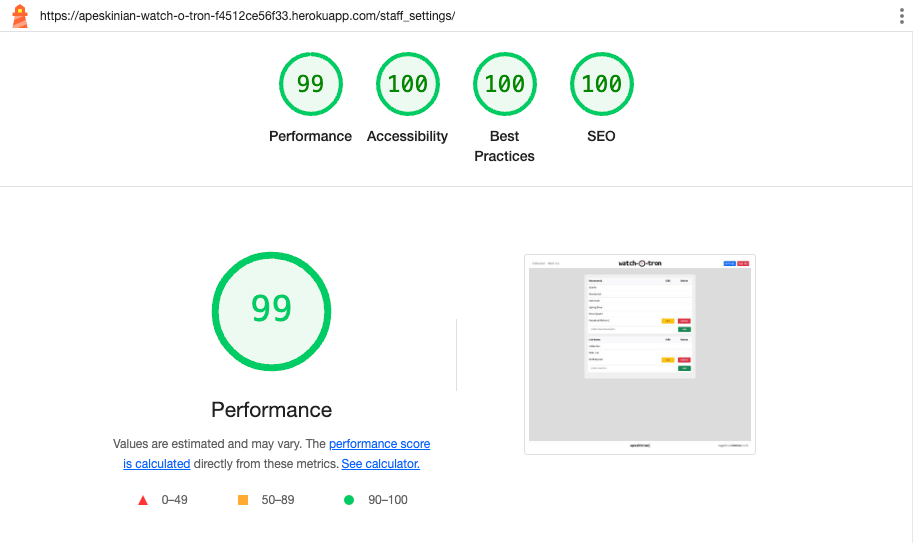 https://apeskinian-watch-o-tron-f4512ce56f33.herokuapp.com/staff_settings/
99
100
100
100
Performance
Accessibility
Best
Practices
SEO
99
watch-o-tron
Performance
Values are estimated and may vary. The performance score
is calculated directly from these metrics. See calculator.
0–49
50–89
90–100